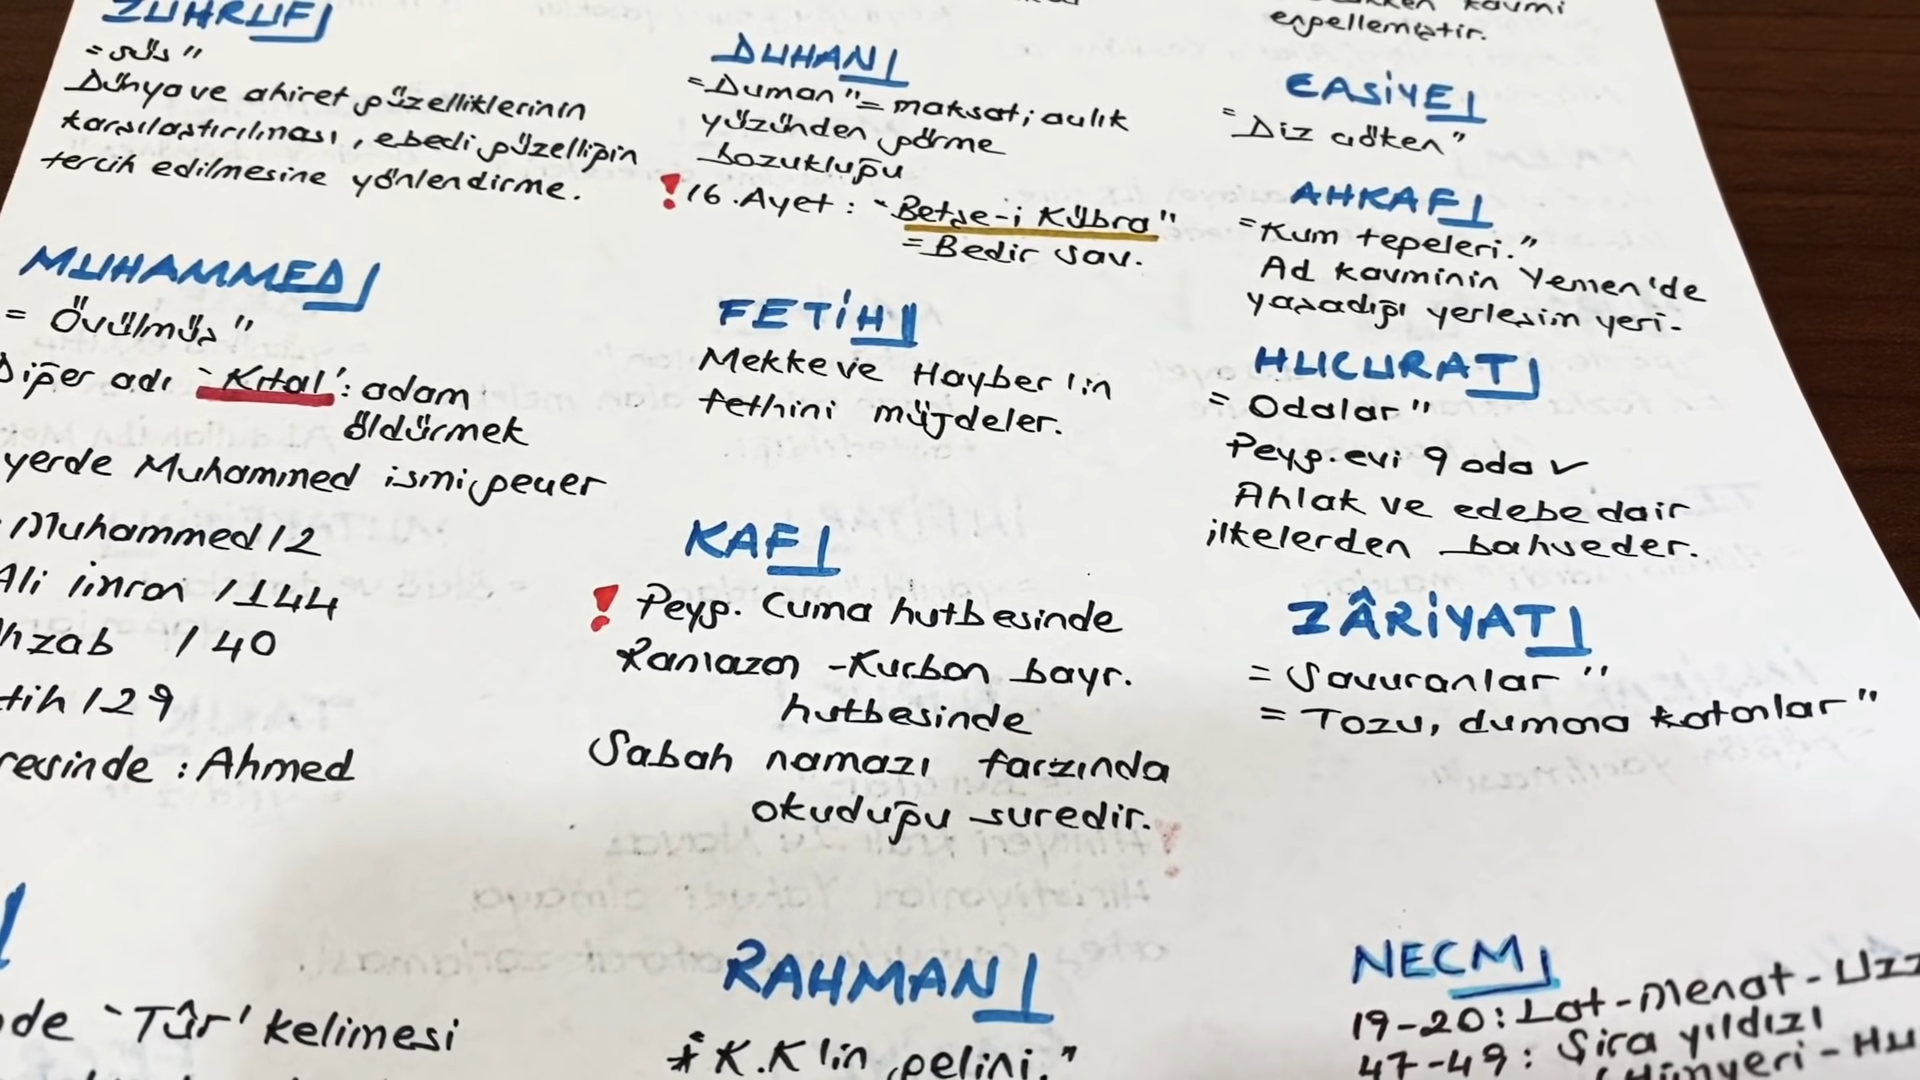 ZUHRUF
= süs"
Dünya ve ahiret güzelliklerinin
karşılaştırılması, ebedi güzelliğin
tercih edilmesine yönlendirme.
MUHAMMED
= Övülmüş"
Diğer adı 'Kıtal': adam
öldürmek
yerde Muhammed ismi geçer
Muhammed/2
Ali imran /144
hzab /40
tih/29
resinde : Ahmed
de 'Tûr' kelimesi
DUHAN
="Duman"= maksat; açlık
yüzünden görme
bozukluğu
! 16.Ayet: "Betşe-i Kübra"
= Bedir sav.
FETİH
Mekke ve Hayber'in
fethini müjdeler.
KAF
! Peyg. Cuma hutbesinde
Ramazan - Kurban bayr.
hutbesinde
Sabah namazı farzında
okuduğu suredir.!
RAHMAN
* K.K'in gelini."
kavmi
engellemiştir.
CASİYE
= "Diz çöken"
AHKAF
= "Kum tepeleri."
Ad kavminin Yemen'de
yaşadığı yerleşim yeri.
HUCURAT
= Odalar"
Peyg. evi 9 oda ✓
Ahlak ve edebe dair
ilkelerden bahseder.
ZÂRİYAT
= Savuranlar"
= Tozu, dumana katanlar"
NECM
19-20: Lat-Menat-Uzz
47-49: Şira yıldızı